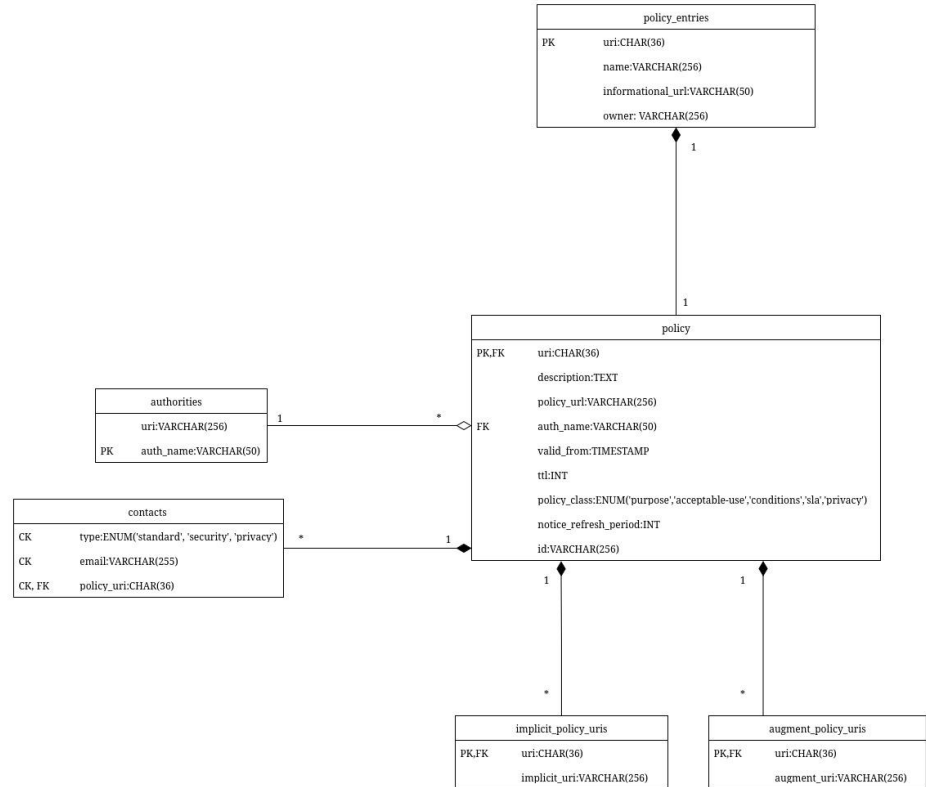 policy_entries
PK uri:CHAR(36)
name:VARCHAR(256)
informational_url:VARCHAR(50)
owner: VARCHAR(256)
1
1
policy
PK,FK uri:CHAR(36)
description:TEXT
policy_url:VARCHAR(256)
FK auth_name:VARCHAR(50)
valid_from:TIMESTAMP
ttl:INT
policy_class:ENUM('purpose','acceptable-use','conditions','sla','privacy')
notice_refresh_period:INT
id:VARCHAR(256)
authorities
uri:VARCHAR(256)
PK auth_name:VARCHAR(50)
1 *
contacts
CK type:ENUM('standard', 'security', 'privacy')
CK email:VARCHAR(255)
CK, FK policy_uri:CHAR(36)
* 1
1 1
* *
implicit_policy_uris
PK,FK uri:CHAR(36)
implicit_uri:VARCHAR(256)
augment_policy_uris
PK,FK uri:CHAR(36)
augment_uri:VARCHAR(256)